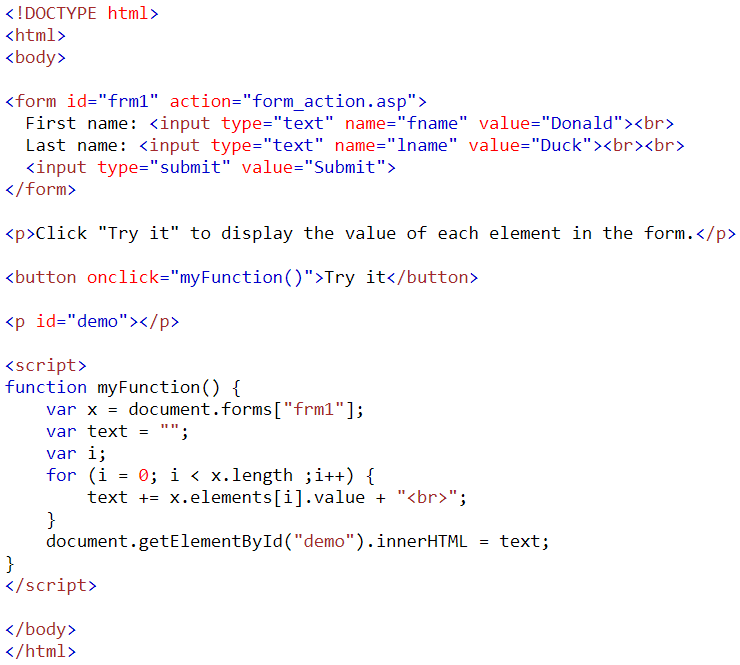 <!DOCTYPE html>
<html>
<body>

<form id="frm1" action="form_action.asp">
  First name: <input type="text" name="fname" value="Donald"><br>
  Last name: <input type="text" name="lname" value="Duck"><br><br>
  <input type="submit" value="Submit">
</form>

<p>Click "Try it" to display the value of each element in the form.</p>

<button onclick="myFunction()">Try it</button>

<p id="demo"></p>

<script>
function myFunction() {
    var x = document.forms["frm1"];
    var text = "";
    var i;
    for (i = 0; i < x.length ;i++) {
        text += x.elements[i].value + "<br>";
    }
    document.getElementById("demo").innerHTML = text;
}
</script>

</body>
</html>